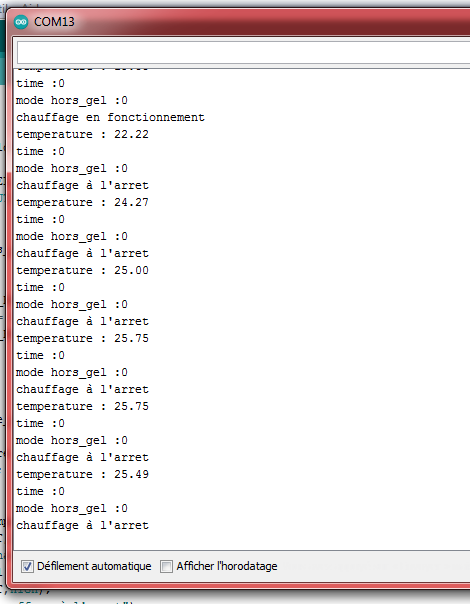 COM13
time :0
mode hors_gel :0
chauffage en fonctionnement
temperature : 22.22
time :0
mode hors_gel :0
chauffage à l'arret
temperature : 24.27
time :0
mode hors_gel :0
chauffage à l'arret
temperature : 25.00
time :0
mode hors_gel :0
chauffage à l'arret
temperature : 25.75
time :0
mode hors_gel :0
chauffage à l'arret
temperature : 25.75
time :0
mode hors_gel :0
chauffage à l'arret
temperature : 25.49
time :0
mode hors_gel :0
chauffage à l'arret
Défilement automatique Afficher l'horodatage